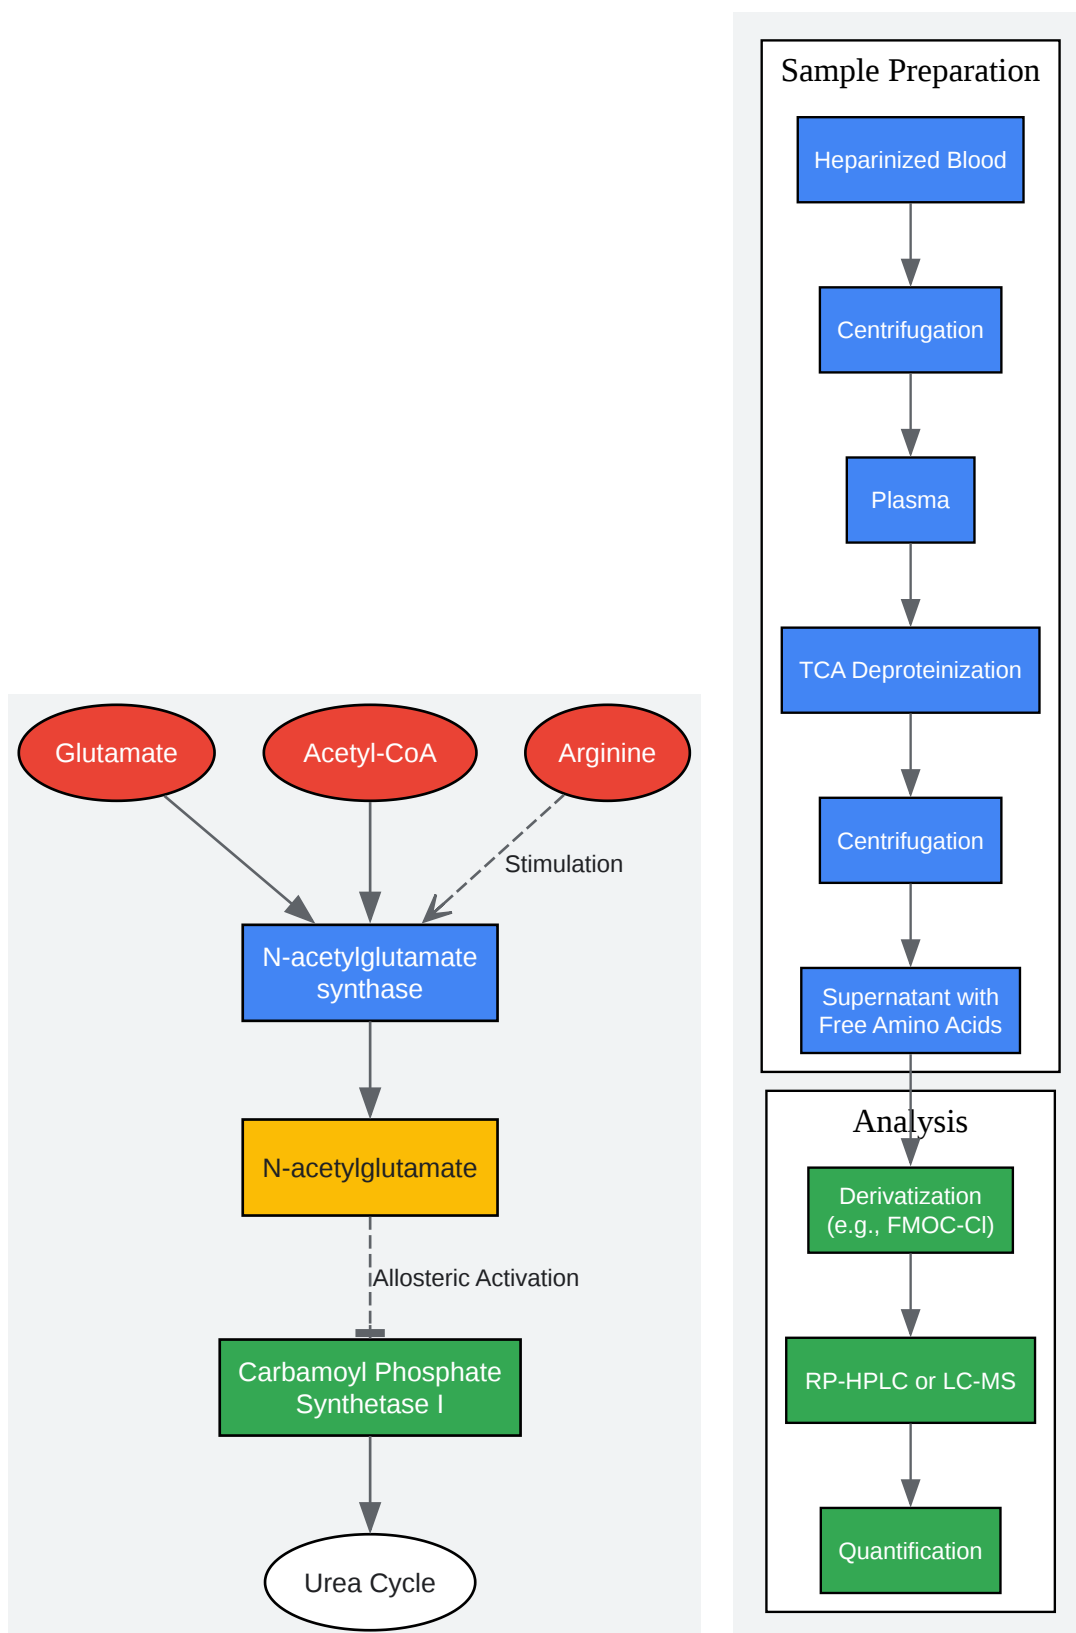 Glutamate
Acetyl-CoA
Arginine
Stimulation
N-acetylglutamate
synthase
N-acetylglutamate
Allosteric Activation
Carbamoyl Phosphate
Synthetase I
Urea Cycle
Sample Preparation
Heparinized Blood
Centrifugation
Plasma
TCA Deproteinization
Centrifugation
Supernatant with
Free Amino Acids
Analysis
Derivatization
(e.g., FMOC-Cl)
RP-HPLC or LC-MS
Quantification